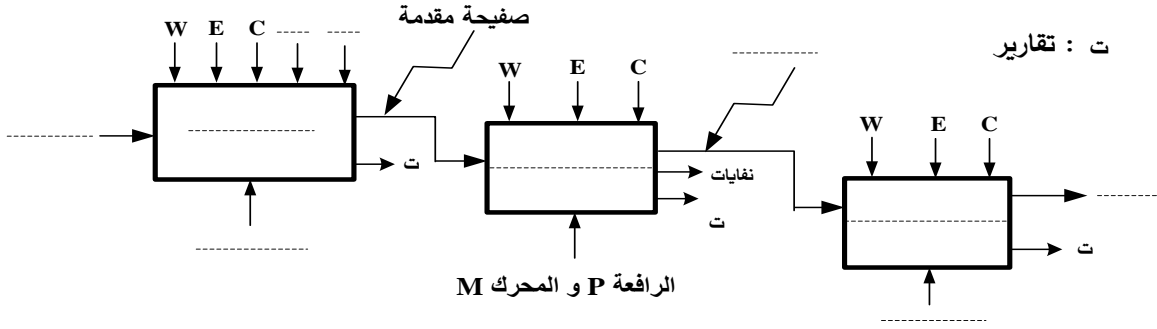 صفيحة مقدمة
ت : تقارير
W E C
W E C
W E C
ت
نفايات
ت
ت
الرافعة P و المحرك M